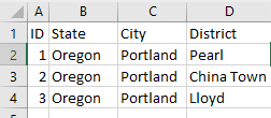 A B C D
1 ID State City District
2 1 Oregon Portland Pearl
3 2 Oregon Portland China Town
4 3 Oregon Portland Lloyd